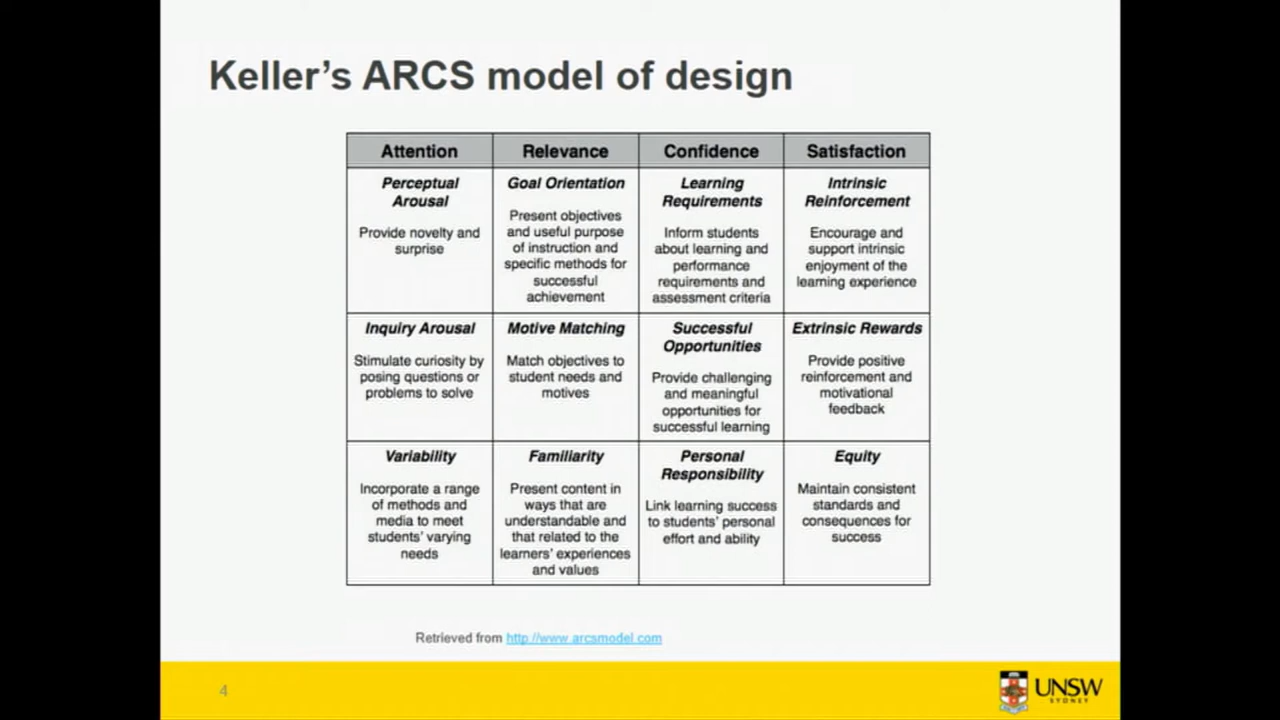 Keller's ARCS model of design
Attention
Relevance
Confidence
Satisfaction
Perceptual
Arousal
Provide novelty and
surprise
Goal Orientation
Present objectives
and useful purpose
of instruction and
specific methods for
successful
achievement
Learning
Requirements
Inform students
about learning and
performance
requirements and
assessment criteria
Intrinsic
Reinforcement
Encourage and
support intrinsic
enjoyment of the
learning experience
Inquiry Arousal
Stimulate curiosity by
posing questions or
problems to solve
Motive Matching
Match objectives to
student needs and
motives
Successful
Opportunities
Provide challenging
and meaningful
opportunities for
successful learning
Extrinsic Rewards
Provide positive
reinforcement and
motivational
feedback
Variability
Incorporate a range
of methods and
media to meet
students' varying
needs
Familiarity
Present content in
ways that are
understandable and
that related to the
learners' experiences
and values
Personal
Responsibility
Link learning success
to students' personal
effort and ability
Equity
Maintain consistent
standards and
consequences for
success
Retrieved from http://www.arcsmodel.com
4
UNSW
SYDNEY